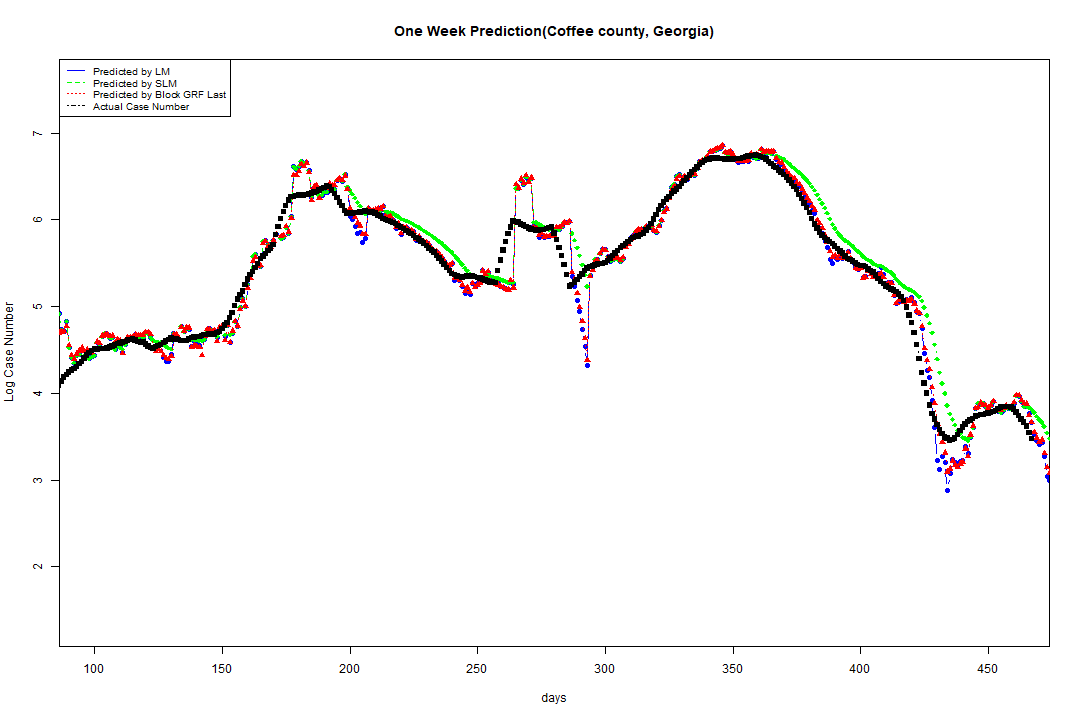 One Week Prediction(Coffee county, Georgia)
Predicted by LM
Predicted by SLM
Predicted by Block GRF Last
Actual Case Number
7
6
5
4
3
2
Log Case Number
100 150 200 250 300 350 400 450
days